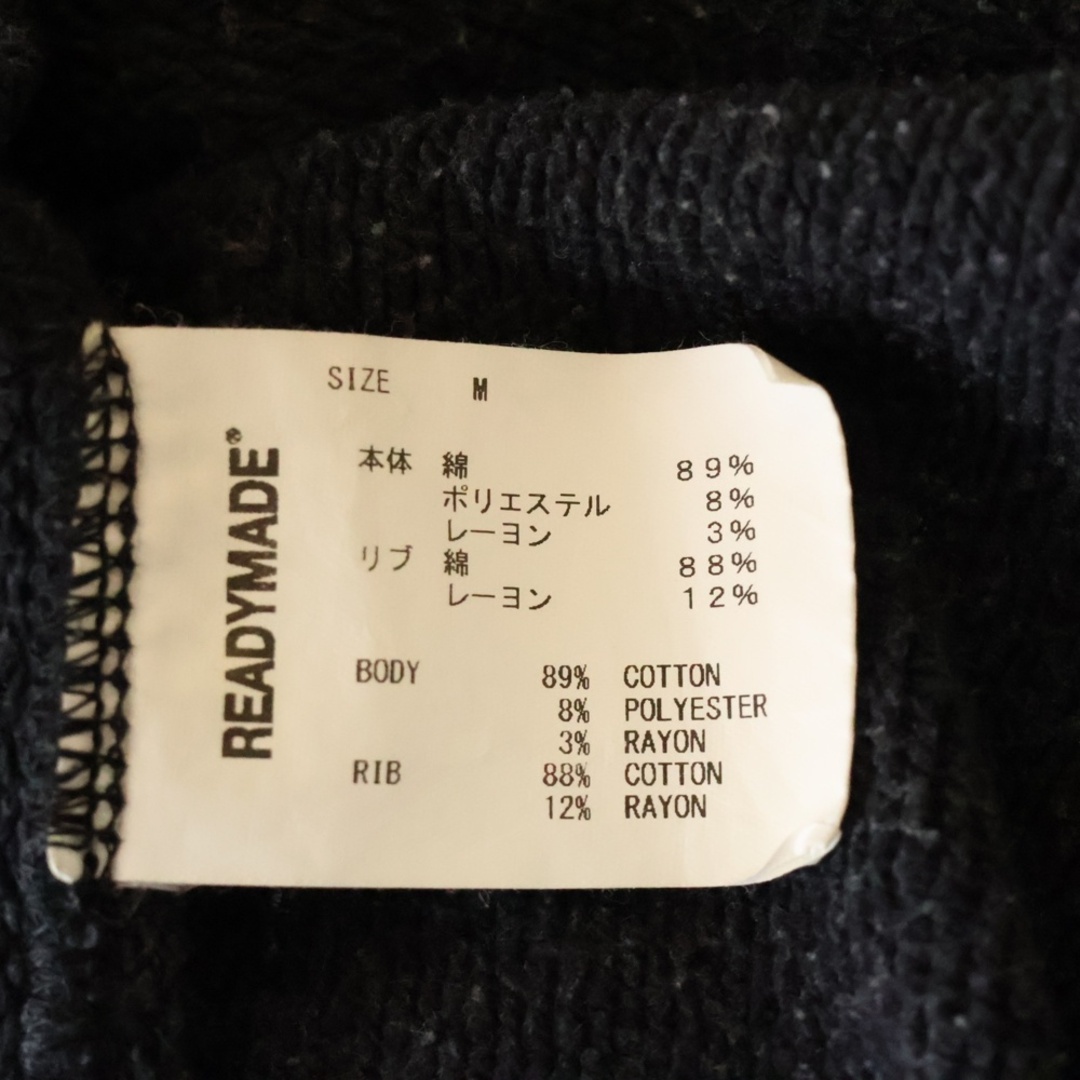 SIZE M
READYMADE®
本体 綿 89%
ポリエステル 8%
レーヨン 3%
リブ 綿 88%
レーヨン 12%
BODY 89% COTTON
8% POLYESTER
3% RAYON
RIB 88% COTTON
12% RAYON